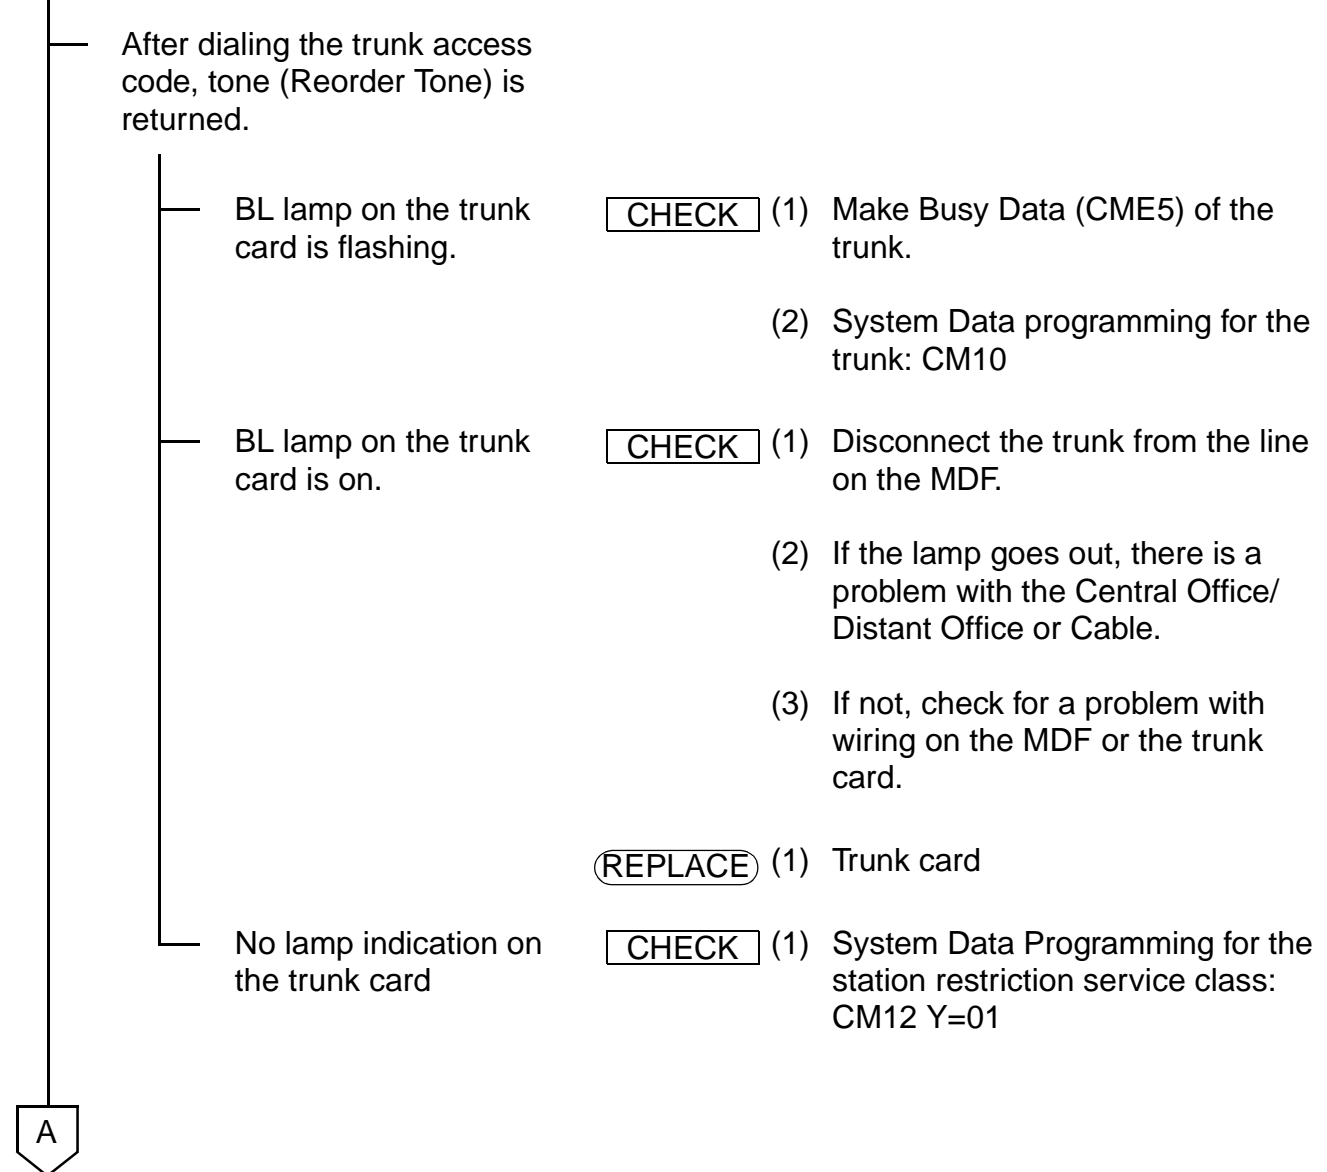 After dialing the trunk access
code, tone (Reorder Tone) is
returned.
BL lamp on the trunk
card is flashing.
CHECK (1) Make Busy Data (CME5) of the
trunk.
(2) System Data programming for the
trunk: CM10
BL lamp on the trunk
card is on.
CHECK (1) Disconnect the trunk from the line
on the MDF.
(2) If the lamp goes out, there is a
problem with the Central Office/
Distant Office or Cable.
(3) If not, check for a problem with
wiring on the MDF or the trunk
card.
REPLACE (1) Trunk card
No lamp indication on
the trunk card
CHECK (1) System Data Programming for the
station restriction service class:
CM12 Y=01
A